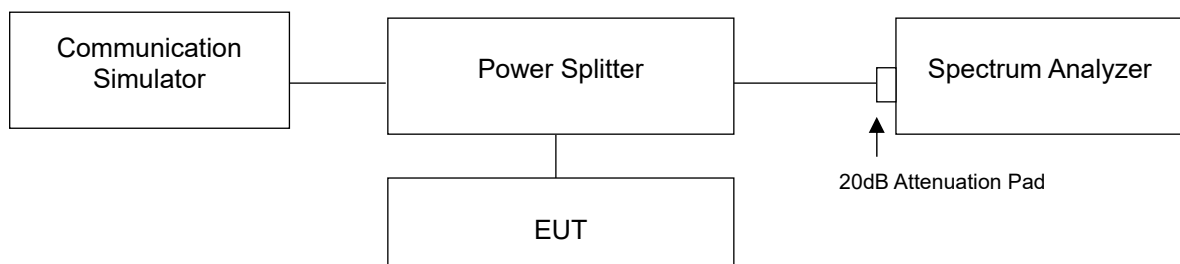 Communication
Simulator
Power Splitter
Spectrum Analyzer
20dB Attenuation Pad
EUT